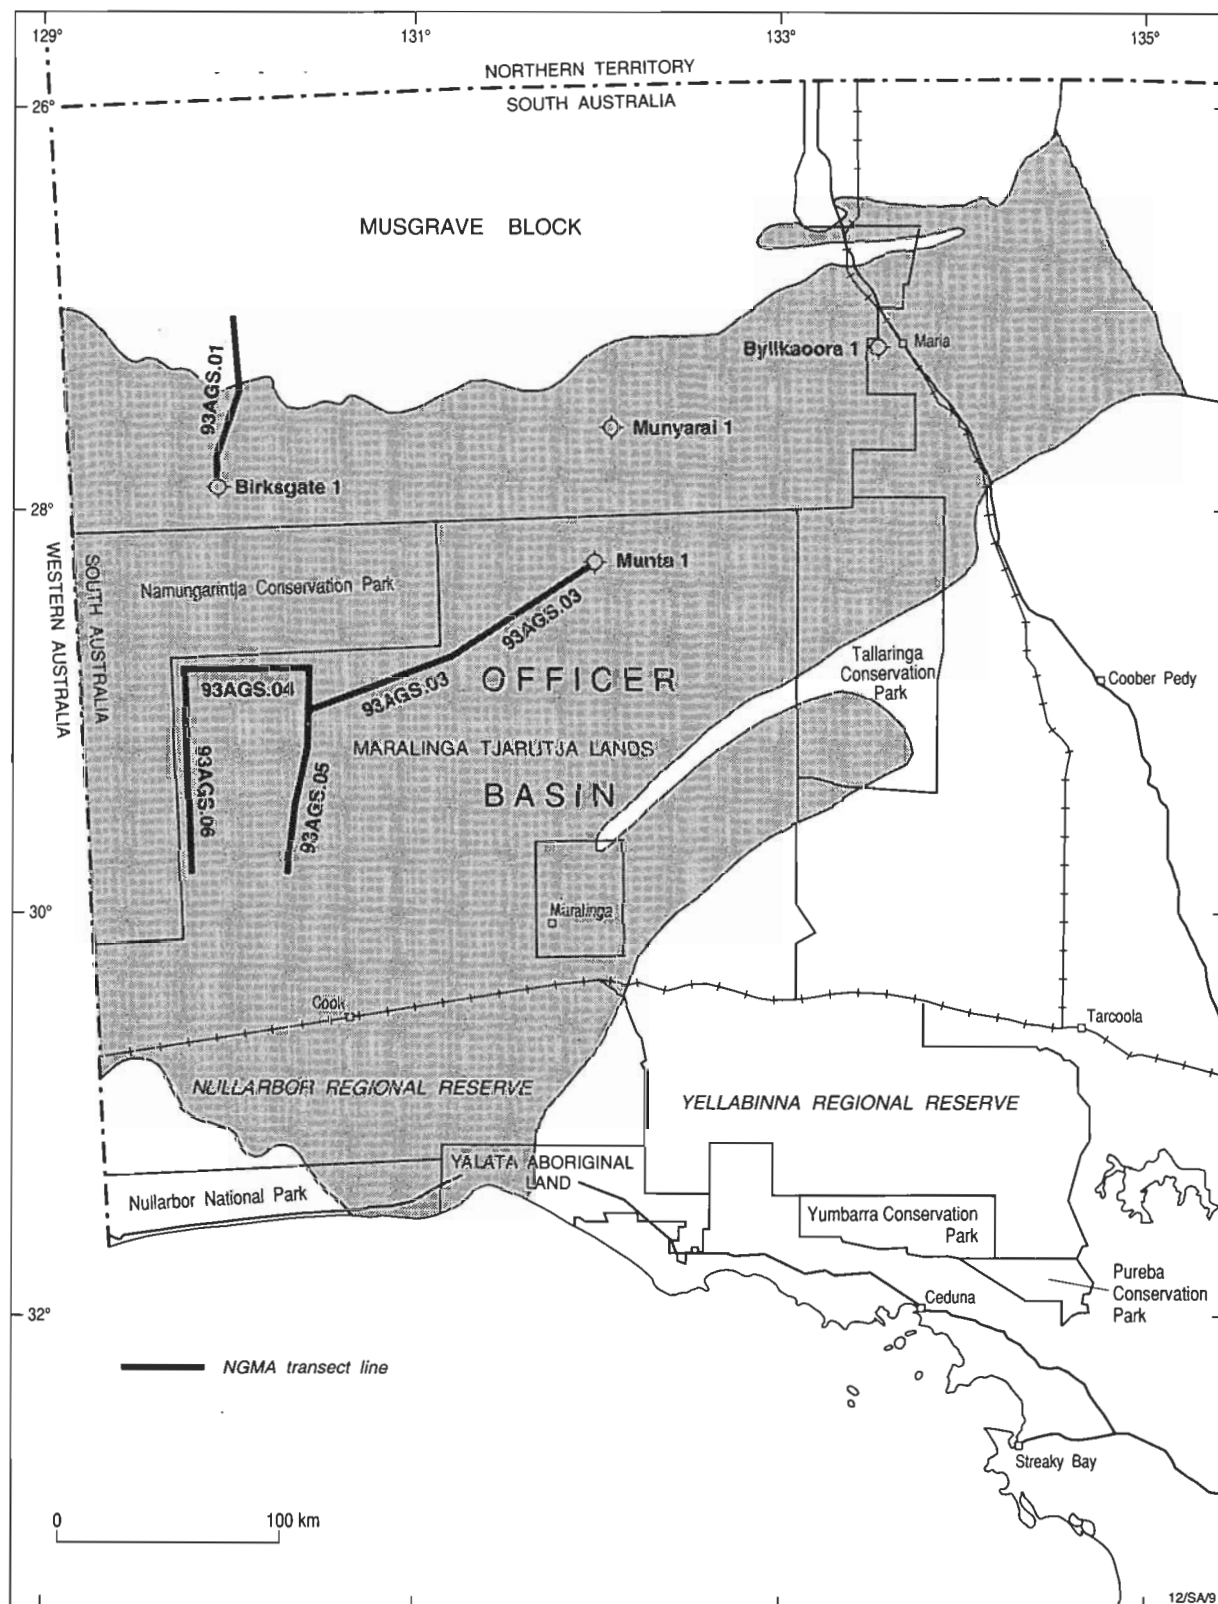 129°
131°
133°
135°
NORTHERN TERRITORY
26°
SOUTH AUSTRALIA
MUSGRAVE BLOCK
93AGS.01
Byilkaoora 1
Marla
Munyarai 1
Birksgate 1
28°
WESTERN AUSTRALIA
SOUTH AUSTRALIA
Munta 1
Namungarintja Conservation Park
93AGS.03
Tallaringa
Conservation
Park
Coober Pedy
OFFICER
93AGS.04
93AGS.03
MARALINGA TJARUTJA LANDS
93AGS.06
93AGS.05
BASIN
30°
Maralinga
Cook
Tarcoola
NULLARBOR REGIONAL RESERVE
YELLABINNA REGIONAL RESERVE
YALATA ABORIGINAL
LAND
Nullarbor National Park
Yumbarra Conservation
Park
Pureba
Conservation
Park
Ceduna
32°
NGMA transect line
Streaky Bay
0
100 km
12/SA/9